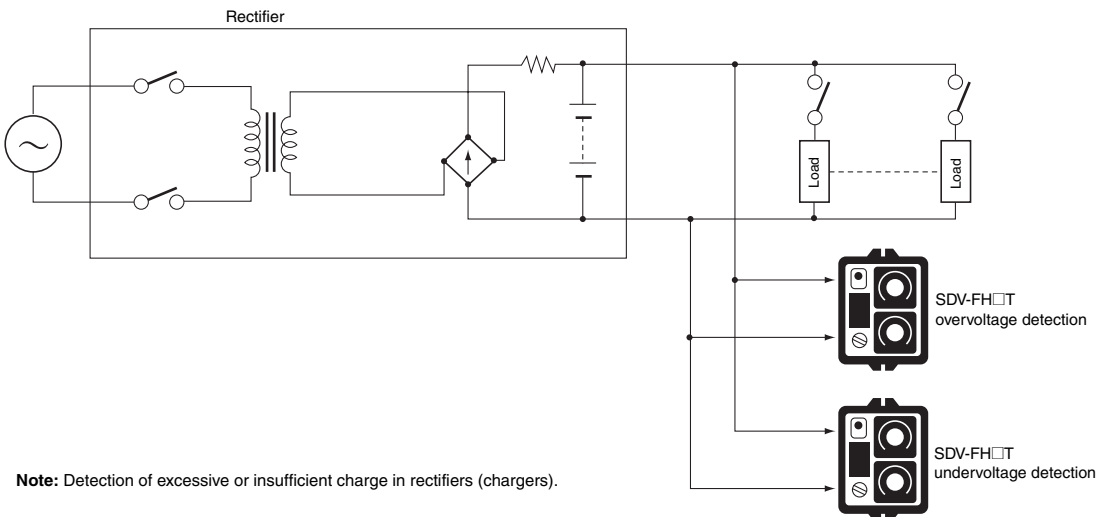 Rectifier
Load
Load
SDV-FH□T
overvoltage detection
SDV-FH□T
undervoltage detection
Note: Detection of excessive or insufficient charge in rectifiers (chargers).